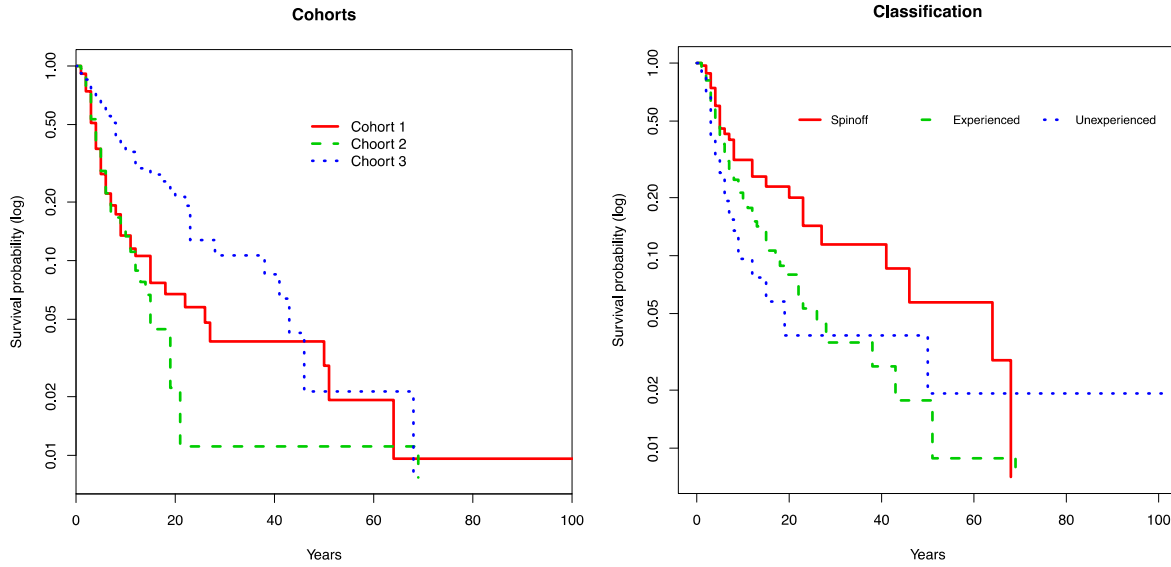 Cohorts
Survival probability (log)
1.00
0.50
0.20
0.10
0.05
0.02
0.01
Cohort 1
Choort 2
Cohort 3
0 20 40 60 80 100
Years
Classification
Survival probability (log)
1.00
0.50
0.20
0.10
0.05
0.02
0.01
Spinoff Experienced Unexperienced
0 20 40 60 80 100
Years